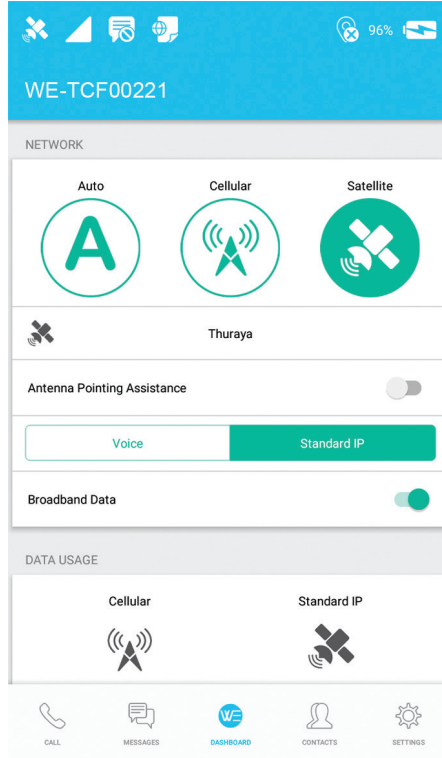 96%
WE-TCF00221
NETWORK
Auto Cellular Satellite
A
Thuraya
Antenna Pointing Assistance
Voice Standard IP
Broadband Data
DATA USAGE
Cellular Standard IP
WE
CALL MESSAGES DASHBOARD CONTACTS SETTINGS